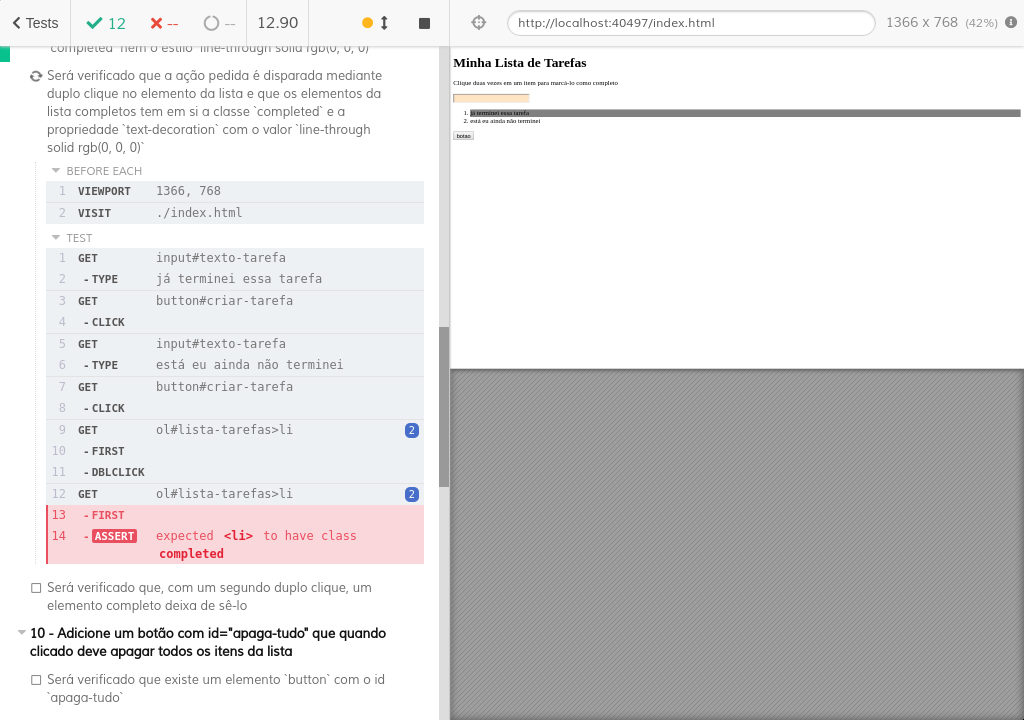 Tests
12
--
--
12.90
http://localhost:40497/index.html
1366 x 768 (42%)
`completed` nem o estilo `line-through solid rgb(0, 0, 0)`
Será verificado que a ação pedida é disparada mediante
duplo clique no elemento da lista e que os elementos da
lista completos tem em si a classe `completed` e a
propriedade `text-decoration` com o valor `line-through
solid rgb(0, 0, 0)`
BEFORE EACH
1 VIEWPORT 1366, 768
2 VISIT ./index.html
TEST
1 GET input#texto-tarefa
2 -TYPE já terminei essa tarefa
3 GET button#criar-tarefa
4 -CLICK
5 GET input#texto-tarefa
6 -TYPE está eu ainda não terminei
7 GET button#criar-tarefa
8 -CLICK
9 GET ol#lista-tarefas>li 2
10 -FIRST
11 -DBLCLICK
12 GET ol#lista-tarefas>li 2
13 -FIRST
14 -ASSERT expected <li> to have class
completed
Será verificado que, com um segundo duplo clique, um
elemento completo deixa de sê-lo
10 - Adicione um botão com id="apaga-tudo" que quando
clicado deve apagar todos os itens da lista
Será verificado que existe um elemento `button` com o id
`apaga-tudo`
Minha Lista de Tarefas
Clique duas vezes em um item para marcá-lo como completo
1. já terminei essa tarefa
2. está eu ainda não terminei
botao